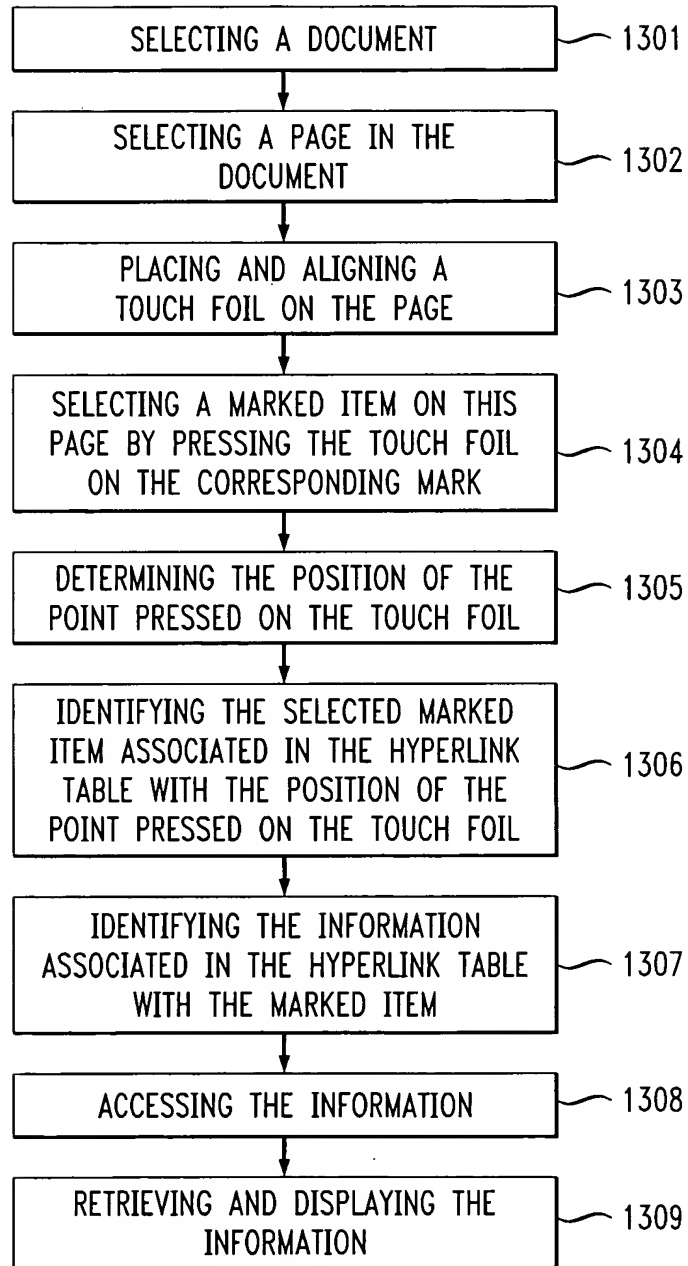 SELECTING A DOCUMENT 1301
SELECTING A PAGE IN THE
DOCUMENT 1302
PLACING AND ALIGNING A
TOUCH FOIL ON THE PAGE 1303
SELECTING A MARKED ITEM ON THIS
PAGE BY PRESSING THE TOUCH FOIL
ON THE CORRESPONDING MARK 1304
DETERMINING THE POSITION OF THE
POINT PRESSED ON THE TOUCH FOIL 1305
IDENTIFYING THE SELECTED MARKED
ITEM ASSOCIATED IN THE HYPERLINK
TABLE WITH THE POSITION OF THE
POINT PRESSED ON THE TOUCH FOIL 1306
IDENTIFYING THE INFORMATION
ASSOCIATED IN THE HYPERLINK TABLE
WITH THE MARKED ITEM 1307
ACCESSING THE INFORMATION 1308
RETRIEVING AND DISPLAYING THE
INFORMATION 1309